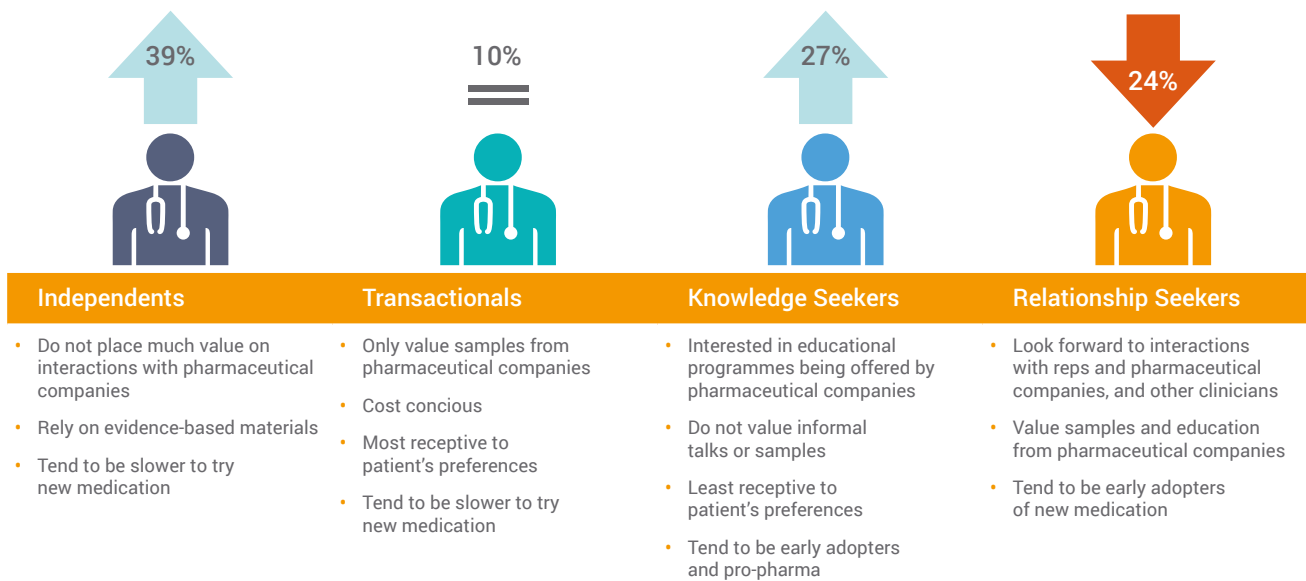 39%
10%
27%
24%
Independents
Transactionals
Knowledge Seekers
Relationship Seekers
• Do not place much value on
interactions with pharmaceutical
companies
• Rely on evidence-based materials
• Tend to be slower to try
new medication
• Only value samples from
pharmaceutical companies
• Cost concious
• Most receptive to
patient's preferences
• Tend to be slower to try
new medication
• Interested in educational
programmes being offered by
pharmaceutical companies
• Do not value informal
talks or samples
• Least receptive to
patient's preferences
• Tend to be early adopters
and pro-pharma
• Look forward to interactions
with reps and pharmaceutical
companies, and other clinicians
• Value samples and education
from pharmaceutical companies
• Tend to be early adopters
of new medication